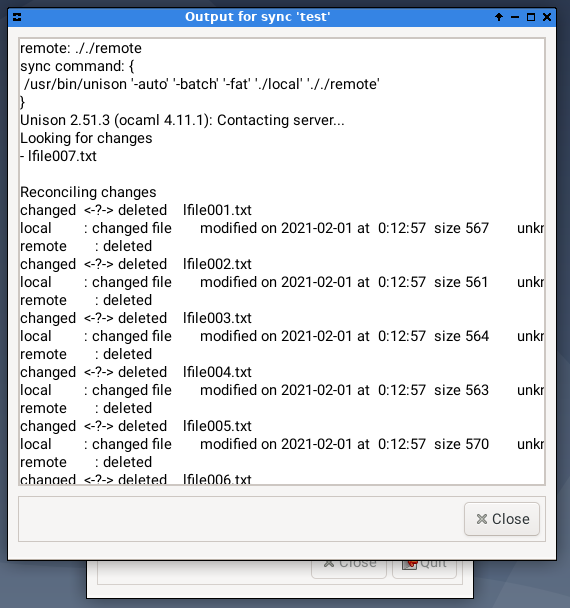 Output for sync 'test'
remote: ././remote
sync command: {
/usr/bin/unison '-auto' '-batch' '-fat' './local' '././remote'
}
Unison 2.51.3 (ocaml 4.11.1): Contacting server...
Looking for changes
- lfile007.txt
Reconciling changes
changed <-?-> deleted lfile001.txt
local : changed file modified on 2021-02-01 at 0:12:57 size 567 unkr
remote : deleted
changed <-?-> deleted lfile002.txt
local : changed file modified on 2021-02-01 at 0:12:57 size 561 unkr
remote : deleted
changed <-?-> deleted lfile003.txt
local : changed file modified on 2021-02-01 at 0:12:57 size 564 unkr
remote : deleted
changed <-?-> deleted lfile004.txt
local : changed file modified on 2021-02-01 at 0:12:57 size 563 unkr
remote : deleted
changed <-?-> deleted lfile005.txt
local : changed file modified on 2021-02-01 at 0:12:57 size 570 unkr
remote : deleted
changed <-?-> deleted lfile006.txt
Close
Close Quit